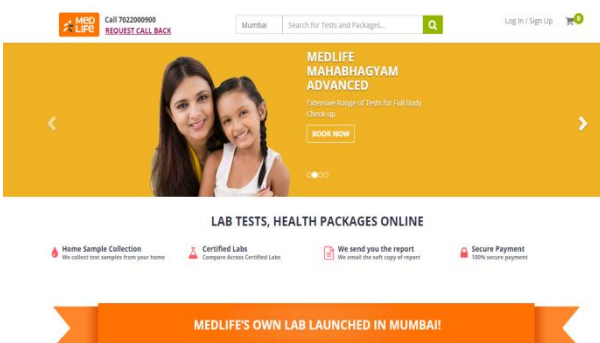 MED
LIFE
Call 7022000900
REQUEST CALL BACK
Mumbai
Search for Tests and Packages...
Log In / Sign Up
0
MEDLIFE
MAHABHAGYAM
ADVANCED
Extensive Range of Tests for Full Body
Check-up
BOOK NOW
LAB TESTS, HEALTH PACKAGES ONLINE
Home Sample Collection
We collect test samples from your home
Certified Labs
Compare Across Certified Labs
We send you the report
We email the soft copy of report
Secure Payment
100% secure payment
MEDLIFE'S OWN LAB LAUNCHED IN MUMBAI!